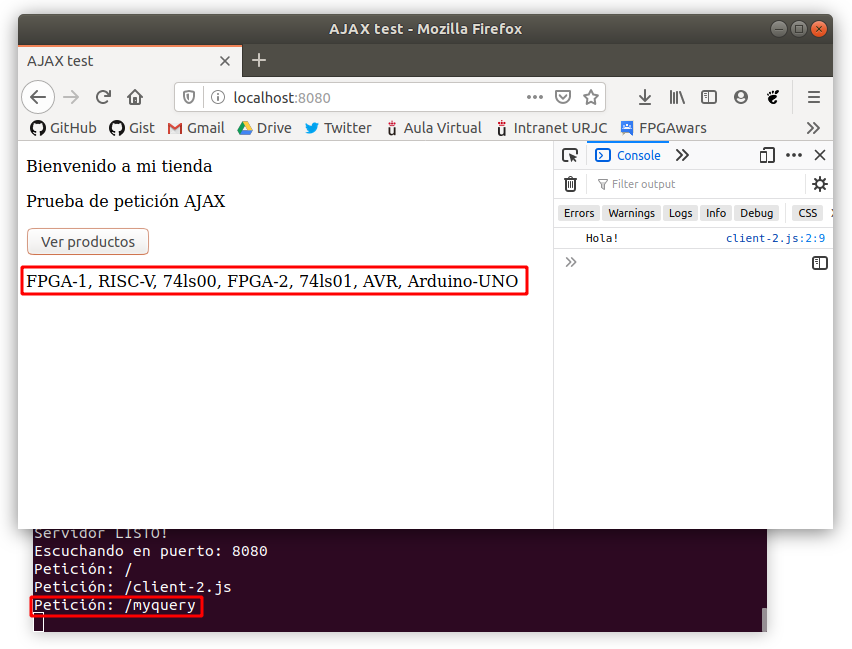 AJAX test - Mozilla Firefox
AJAX test
localhost:8080
GitHub Gist Gmail Drive Twitter Aula Virtual Intranet URJC FPGAwars
Bienvenido a mi tienda
Prueba de petición AJAX
Ver productos
FPGA-1, RISC-V, 74ls00, FPGA-2, 74ls01, AVR, Arduino-UNO
Console
Filter output
Errors Warnings Logs Info Debug CSS
Hola! client-2.js:2:9
Servidor LISTO!
Escuchando en puerto: 8080
Petición: /
Petición: /client-2.js
Petición: /myquery